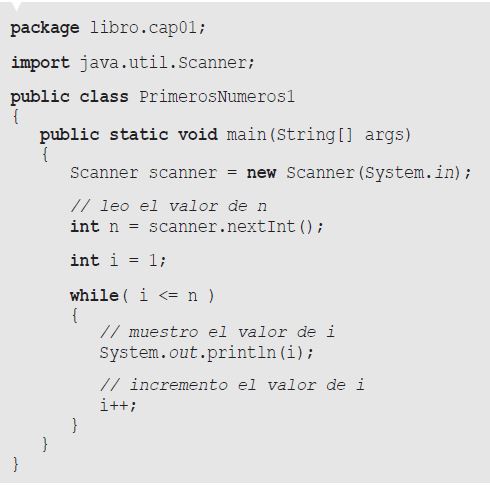 package libro.cap01;
import java.util.Scanner;
public class PrimerosNumeros1
{
public static void main(String[] args)
{
Scanner scanner = new Scanner(System.in);
// leo el valor de n
int n = scanner.nextInt();
int i = 1;
while( i <= n )
{
// muestro el valor de i
System.out.println(i);
// incremento el valor de i
i++;
}
}
}